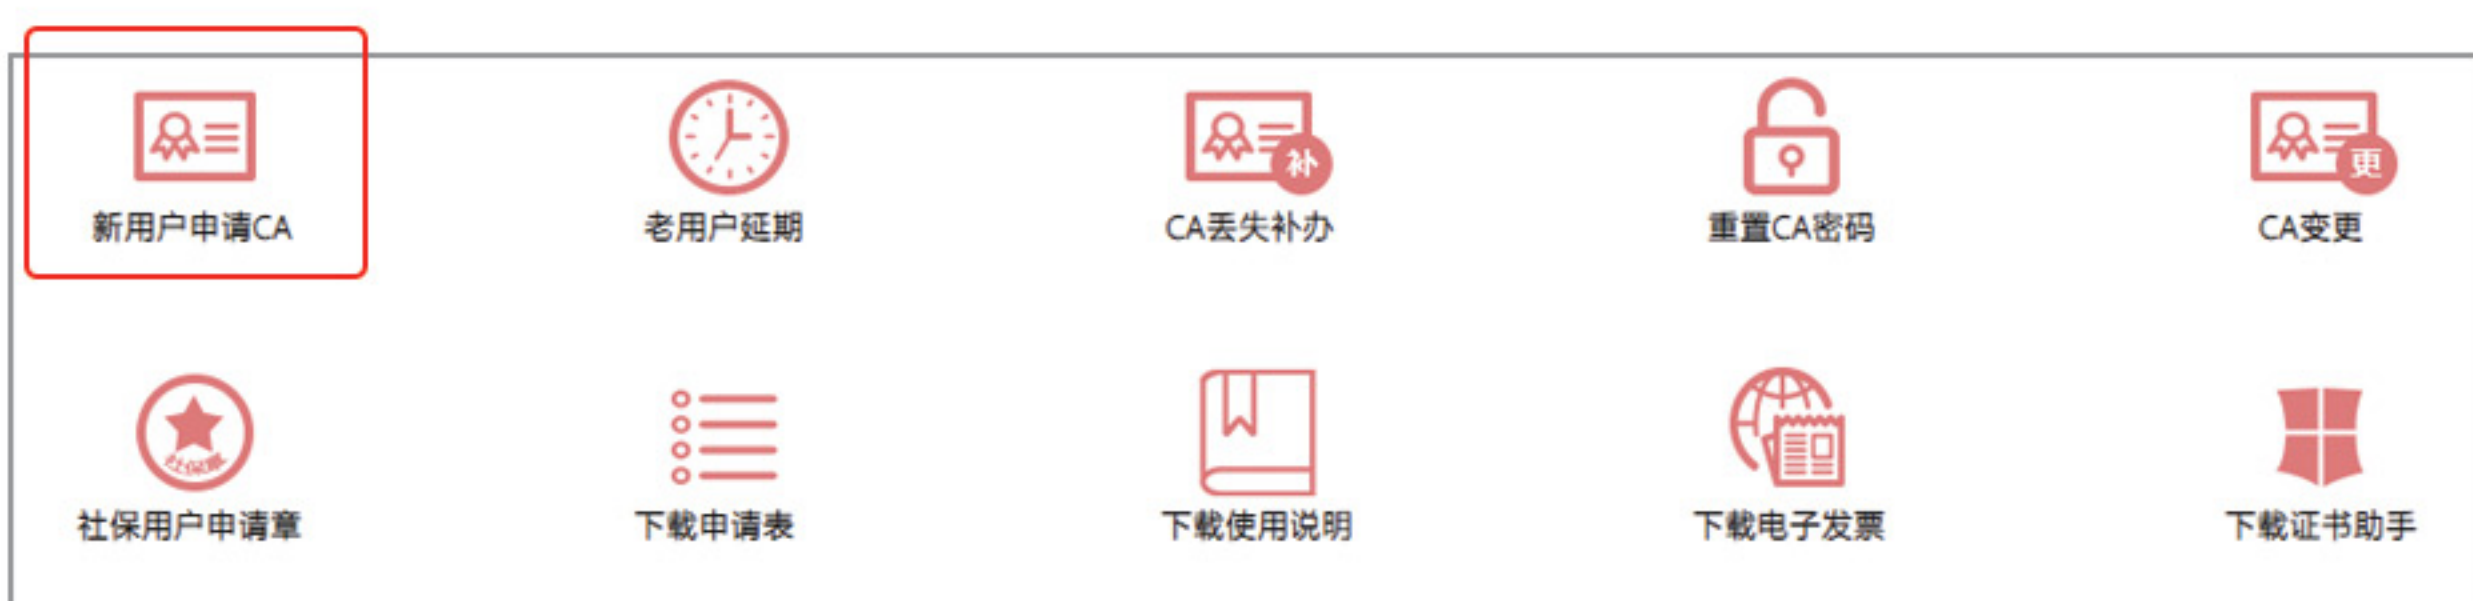 补
更
新用户申请CA
老用户延期
CA丢失补办
重置CA密码
CA变更
社保章
社保用户申请章
下载申请表
下载使用说明
下载电子发票
下载证书助手